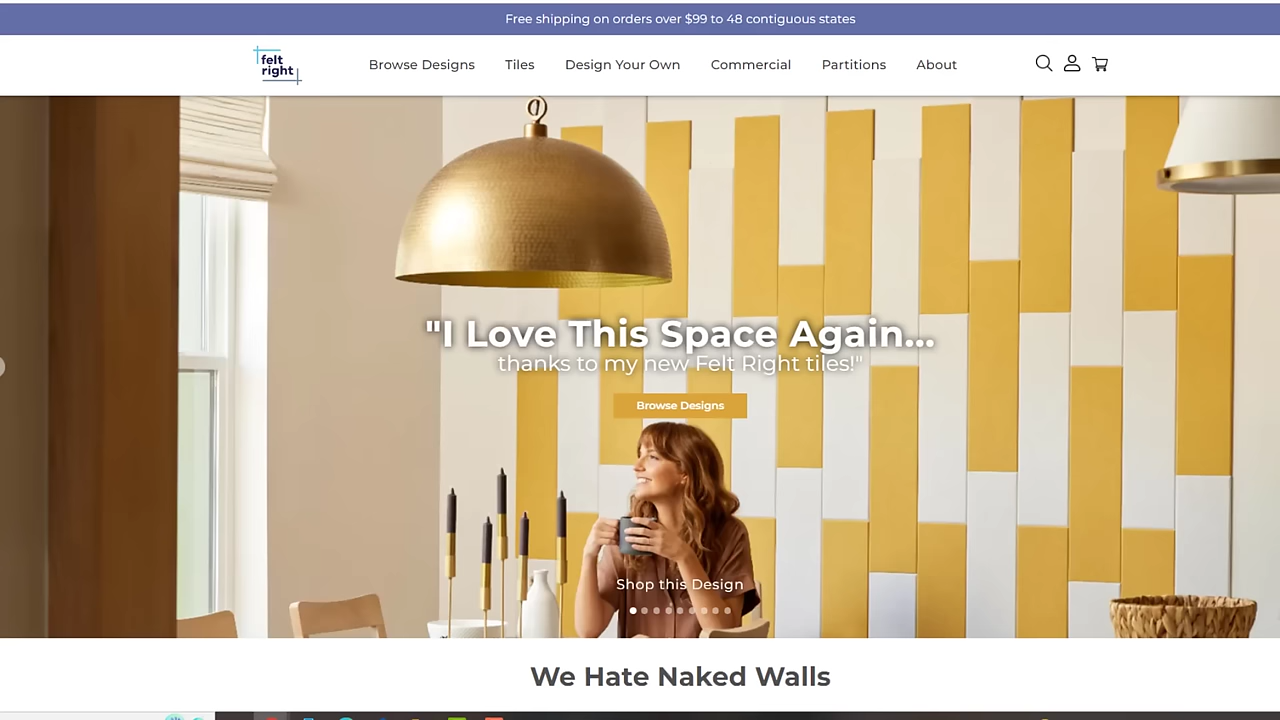 Free shipping on orders over $99 to 48 contiguous states
felt
right
Browse Designs Tiles Design Your Own Commercial Partitions About
"I Love This Space Again...
thanks to my new Felt Right tiles!"
Browse Designs
Shop this Design
We Hate Naked Walls